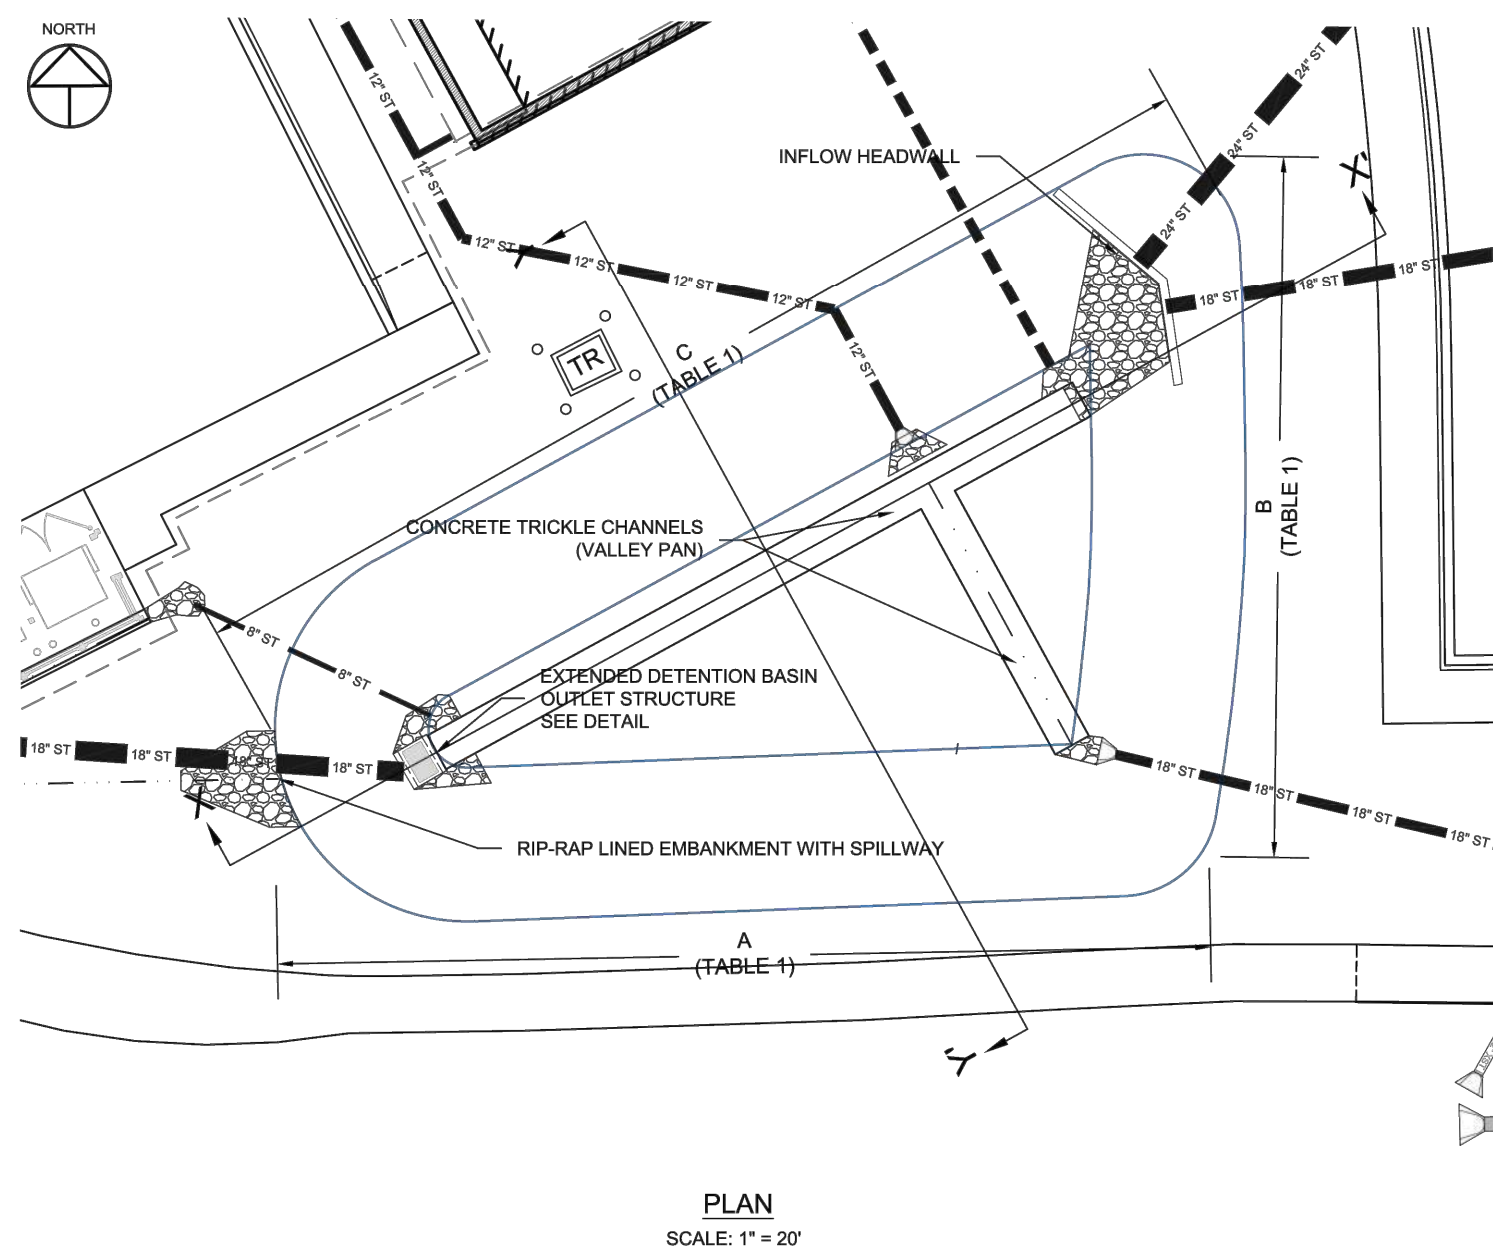 NORTH
12" ST
12" ST
12" ST
12" ST
12" ST
12" ST
12" ST
24" ST
24" ST
24" ST
INFLOW HEADWALL
X'
Y
18" ST
18" ST
18" ST
TR
C
(TABLE 1)
B
(TABLE 1)
CONCRETE TRICKLE CHANNELS
(VALLEY PAN)
8" ST
8" ST
EXTENDED DETENTION BASIN
OUTLET STRUCTURE
SEE DETAIL
18" ST
18" ST
18" ST
18" ST
18" ST
18" ST
18" ST
18" ST
X
RIP-RAP LINED EMBANKMENT WITH SPILLWAY
A
(TABLE 1)
Y'
PLAN
SCALE: 1" = 20'